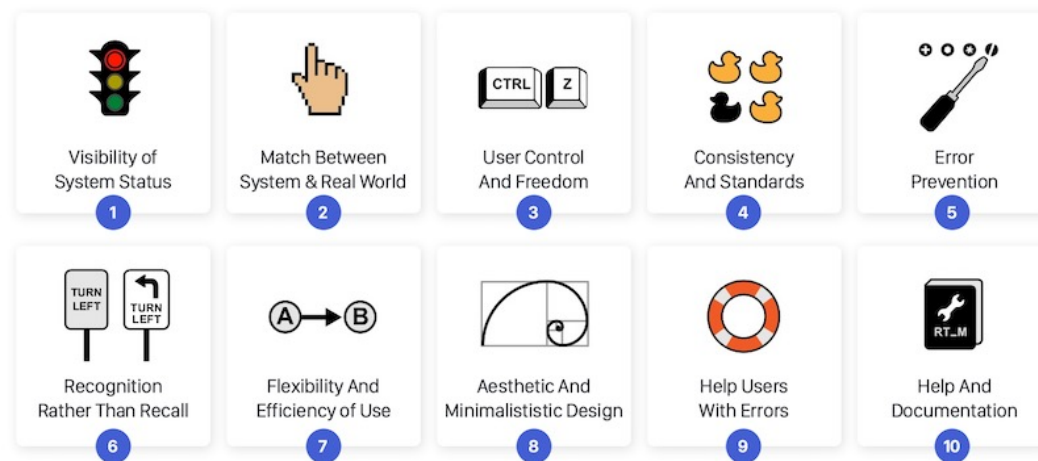 CTRL
Z
Visibility of
System Status
1
Match Between
System & Real World
2
User Control
And Freedom
3
Consistency
And Standards
4
Error
Prevention
5
TURN
LEFT
TURN
LEFT
A
B
RT_M
Recognition
Rather Than Recall
6
Flexibility And
Efficiency of Use
7
Aesthetic And
Minimalististic Design
8
Help Users
With Errors
9
Help And
Documentation
10